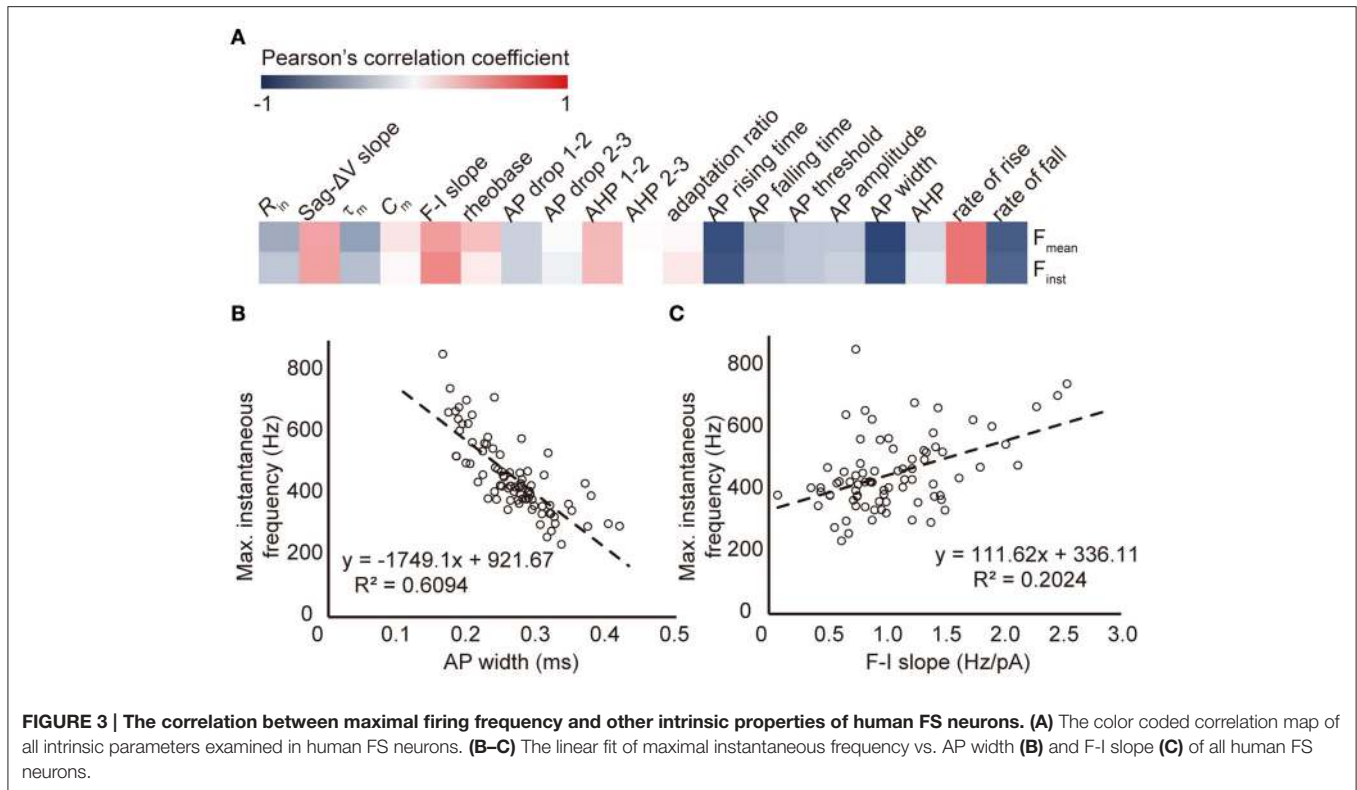 A
Pearson's correlation coefficient
-1 1
R_in
Sag-ΔV slope
τ_m
C_m
F-I slope
rheobase
AP drop 1-2
AP drop 2-3
AHP 1-2
AHP 2-3
adaptation ratio
AP rising time
AP falling time
AP threshold
AP amplitude
AP width
AHP
rate of rise
rate of fall
F_mean
F_inst
B
Max. instantaneous
frequency (Hz)
800
600
400
200
0
y = -1749.1x + 921.67
R² = 0.6094
0 0.1 0.2 0.3 0.4 0.5
AP width (ms)
C
Max. instantaneous
frequency (Hz)
800
600
400
200
0
y = 111.62x + 336.11
R² = 0.2024
0 0.5 1.0 1.5 2.0 2.5 3.0
F-I slope (Hz/pA)
FIGURE 3 | The correlation between maximal firing frequency and other intrinsic properties of human FS neurons. (A) The color coded correlation map of
all intrinsic parameters examined in human FS neurons. (B–C) The linear fit of maximal instantaneous frequency vs. AP width (B) and F-I slope (C) of all human FS
neurons.